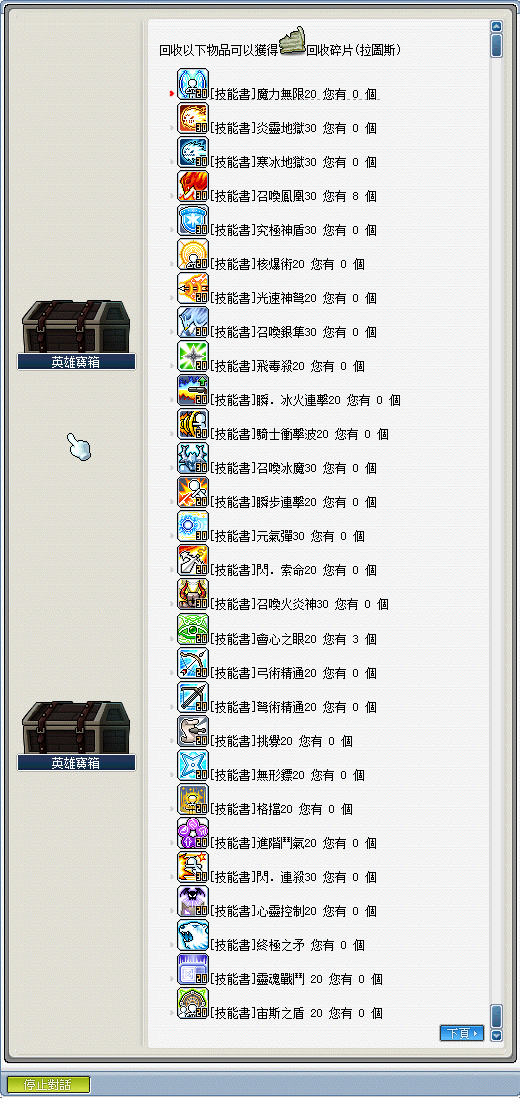 回收以下物品可以獲得回收碎片(拉圖斯)
[技能書]魔力無限20 您有 0 個
[技能書]炎靈地獄30 您有 0 個
[技能書]寒冰地獄30 您有 0 個
[技能書]召喚鳳凰30 您有 8 個
[技能書]究極神盾30 您有 0 個
[技能書]核爆術20 您有 0 個
[技能書]光速神弩20 您有 0 個
[技能書]召喚銀隼30 您有 0 個
[技能書]飛毒殺20 您有 0 個
[技能書]瞬．冰火連擊20 您有 0 個
[技能書]騎士衝擊波20 您有 0 個
[技能書]召喚冰魔30 您有 0 個
[技能書]瞬步連擊20 您有 0 個
[技能書]元氣彈30 您有 0 個
[技能書]閃．索命20 您有 0 個
[技能書]召喚火炎神30 您有 0 個
[技能書]會心之眼20 您有 3 個
[技能書]弓術精通20 您有 0 個
[技能書]弩術精通20 您有 0 個
[技能書]挑釁20 您有 0 個
[技能書]無形鏢20 您有 0 個
[技能書]格擋20 您有 0 個
[技能書]進階鬥氣20 您有 0 個
[技能書]閃．連殺30 您有 0 個
[技能書]心靈控制20 您有 0 個
[技能書]終極之矛 您有 0 個
[技能書]靈魂戰鬥 20 您有 0 個
[技能書]宙斯之盾 20 您有 0 個
下頁
英雄寶箱
英雄寶箱
停止對話